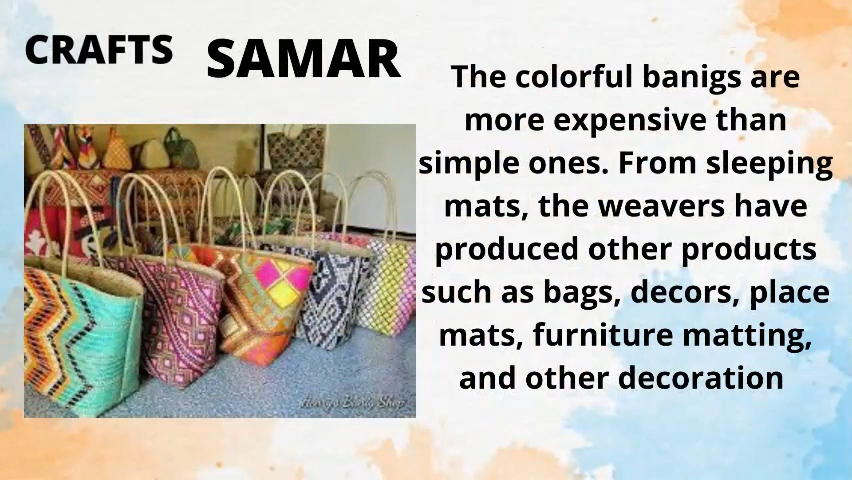 CRAFTS SAMAR
The colorful banigs are
more expensive than
simple ones. From sleeping
mats, the weavers have
produced other products
such as bags, decors, place
mats, furniture matting,
and other decoration
Shop